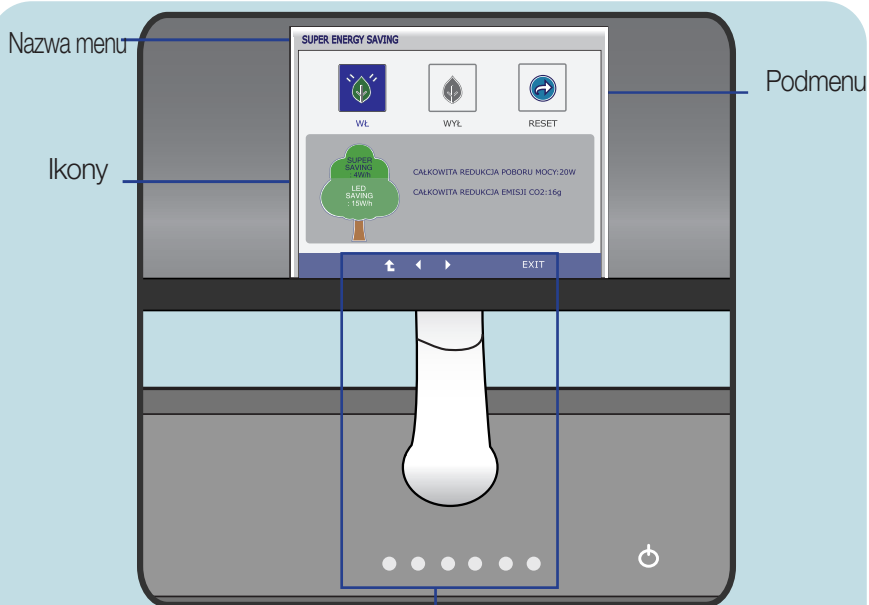 Nazwa menu
SUPER ENERGY SAVING
Podmenu
WŁ
WYŁ
RESET
Ikony
SUPER
SAVING
: 4W/h
LED
SAVING
: 15W/h
CAŁKOWITA REDUKCJA POBORU MOCY:20W
CAŁKOWITA REDUKCJA EMISJI CO2:16g
EXIT